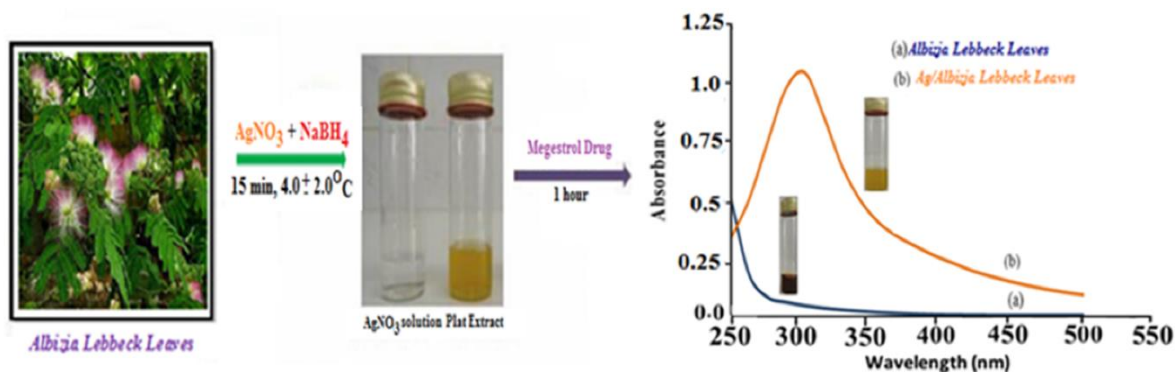 Albizia Lebbeck Leaves
AgNO3 + NaBH4
15 min, 4.0 ± 2.0 °C
AgNO3 solution Plat Extract
Megestrol Drug
1 hour
1.25
1.0
0.75
0.5
0.25
0.0
Absorbance
(a) Albizia Lebbeck Leaves
(b) Ag/Albizia Lebbeck Leaves
(b)
(a)
250 300 350 400 450 500 550
Wavelength (nm)